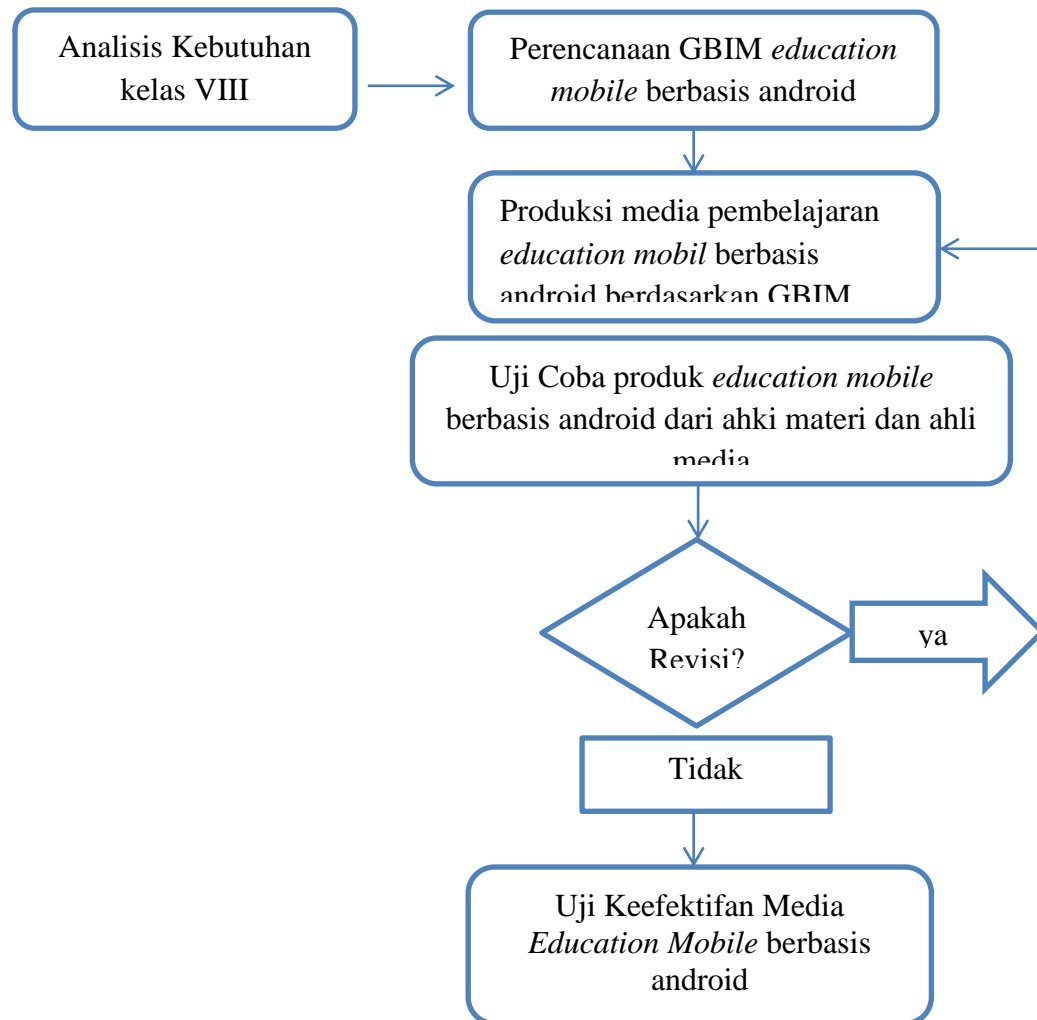 Analisis Kebutuhan
kelas VIII
Perencanaan GBIM education
mobile berbasis android
Produksi media pembelajaran
education mobil berbasis
android berdasarkan GBIM
Uji Coba produk education mobile
berbasis android dari ahki materi dan ahli
media
Apakah
Revisi?
ya
Tidak
Uji Keefektifan Media
Education Mobile berbasis
android